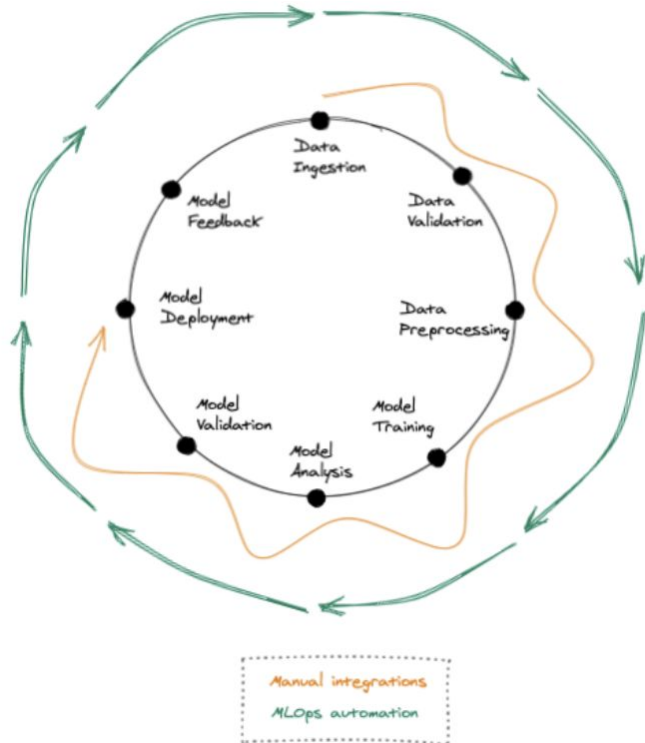 Data
Ingestion
Data
Validation
Data
Preprocessing
Model
Training
Model
Analysis
Model
Validation
Model
Deployment
Model
Feedback
Manual integrations
MLOps automation